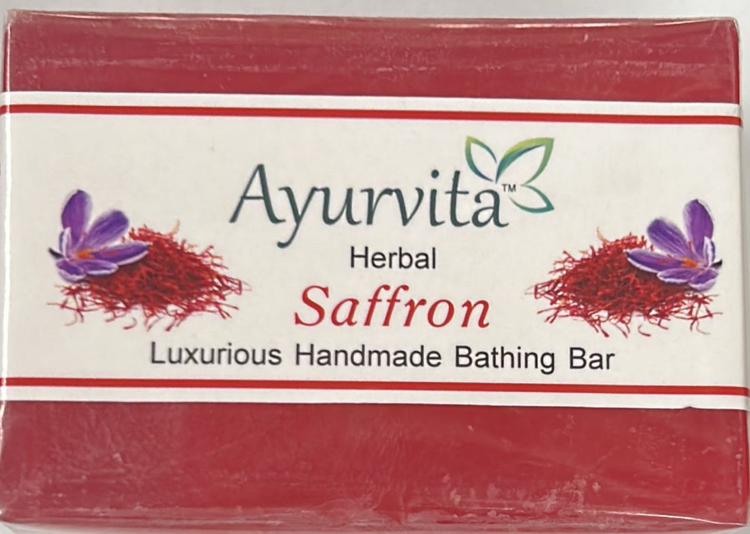 Ayurvita™
Herbal
Saffron
Luxurious Handmade Bathing Bar